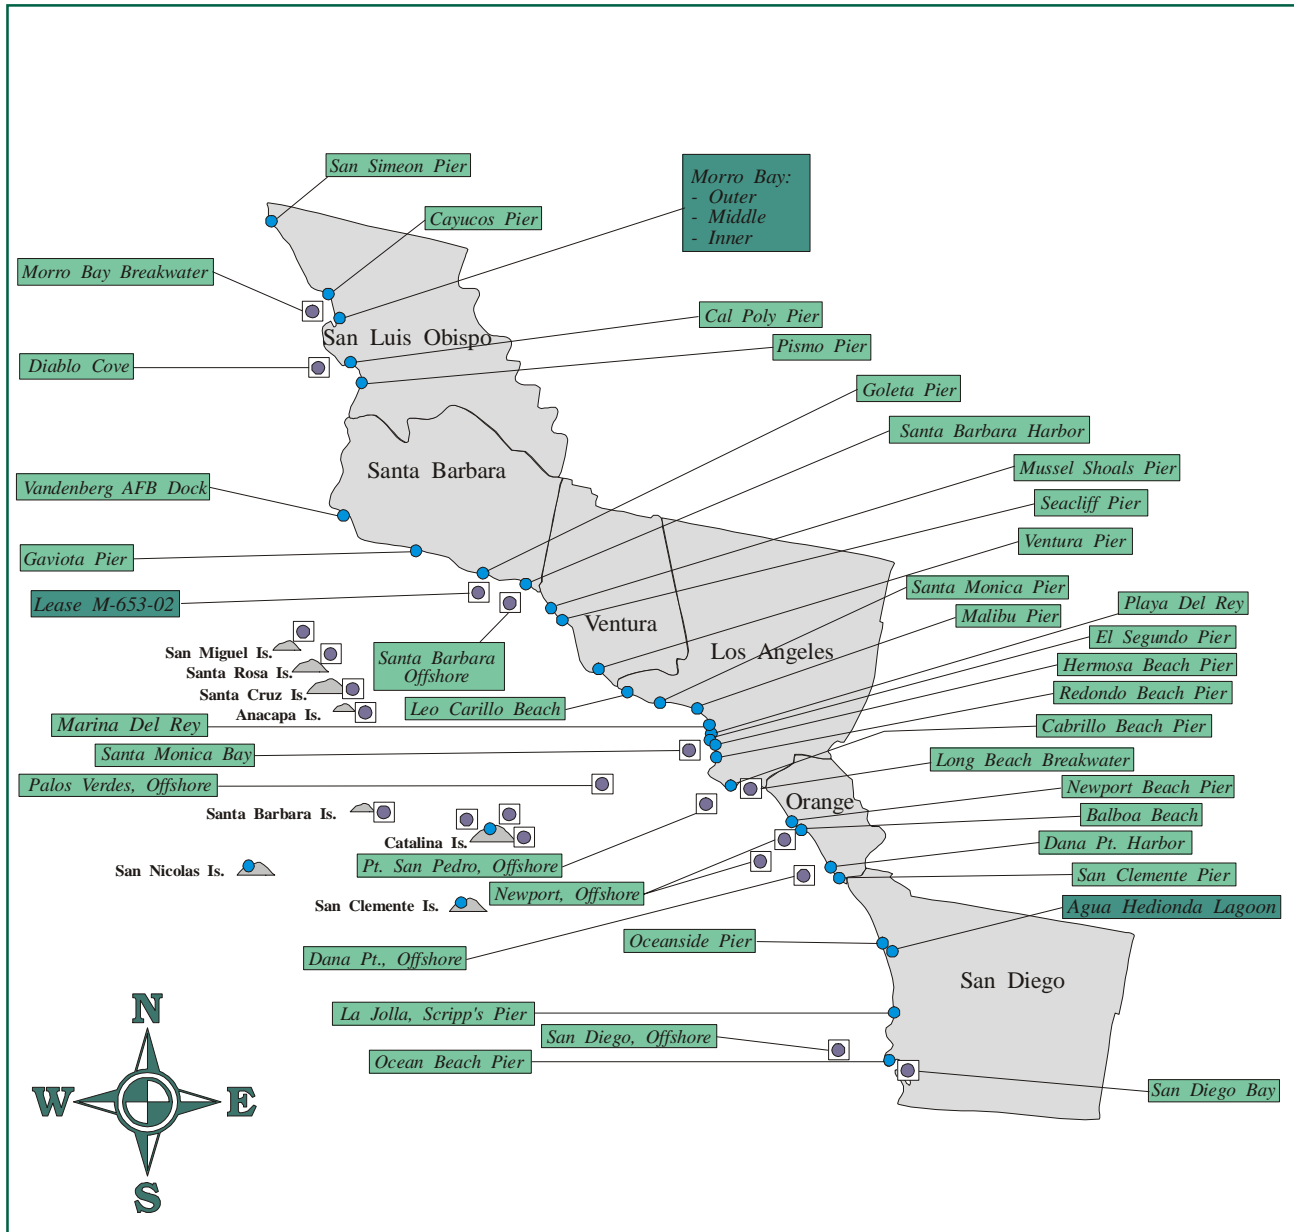 San Simeon Pier
Morro Bay:
- Outer
- Middle
- Inner
Cayucos Pier
Morro Bay Breakwater
Cal Poly Pier
San Luis Obispo
Pismo Pier
Diablo Cove
Goleta Pier
Santa Barbara Harbor
Santa Barbara
Mussel Shoals Pier
Vandenberg AFB Dock
Seacliff Pier
Ventura Pier
Gaviota Pier
Santa Monica Pier
Playa Del Rey
Lease M-653-02
Malibu Pier
Ventura
El Segundo Pier
San Miguel Is.
Los Angeles
Santa Barbara
Offshore
Hermosa Beach Pier
Santa Rosa Is.
Santa Cruz Is.
Redondo Beach Pier
Anacapa Is.
Leo Carillo Beach
Marina Del Rey
Cabrillo Beach Pier
Santa Monica Bay
Long Beach Breakwater
Palos Verdes, Offshore
Newport Beach Pier
Orange
Santa Barbara Is.
Balboa Beach
Catalina Is.
Dana Pt. Harbor
Pt. San Pedro, Offshore
San Nicolas Is.
San Clemente Pier
Newport, Offshore
San Clemente Is.
Agua Hedionda Lagoon
Oceanside Pier
Dana Pt., Offshore
San Diego
N
La Jolla, Scripp's Pier
San Diego, Offshore
Ocean Beach Pier
San Diego Bay
W E
S